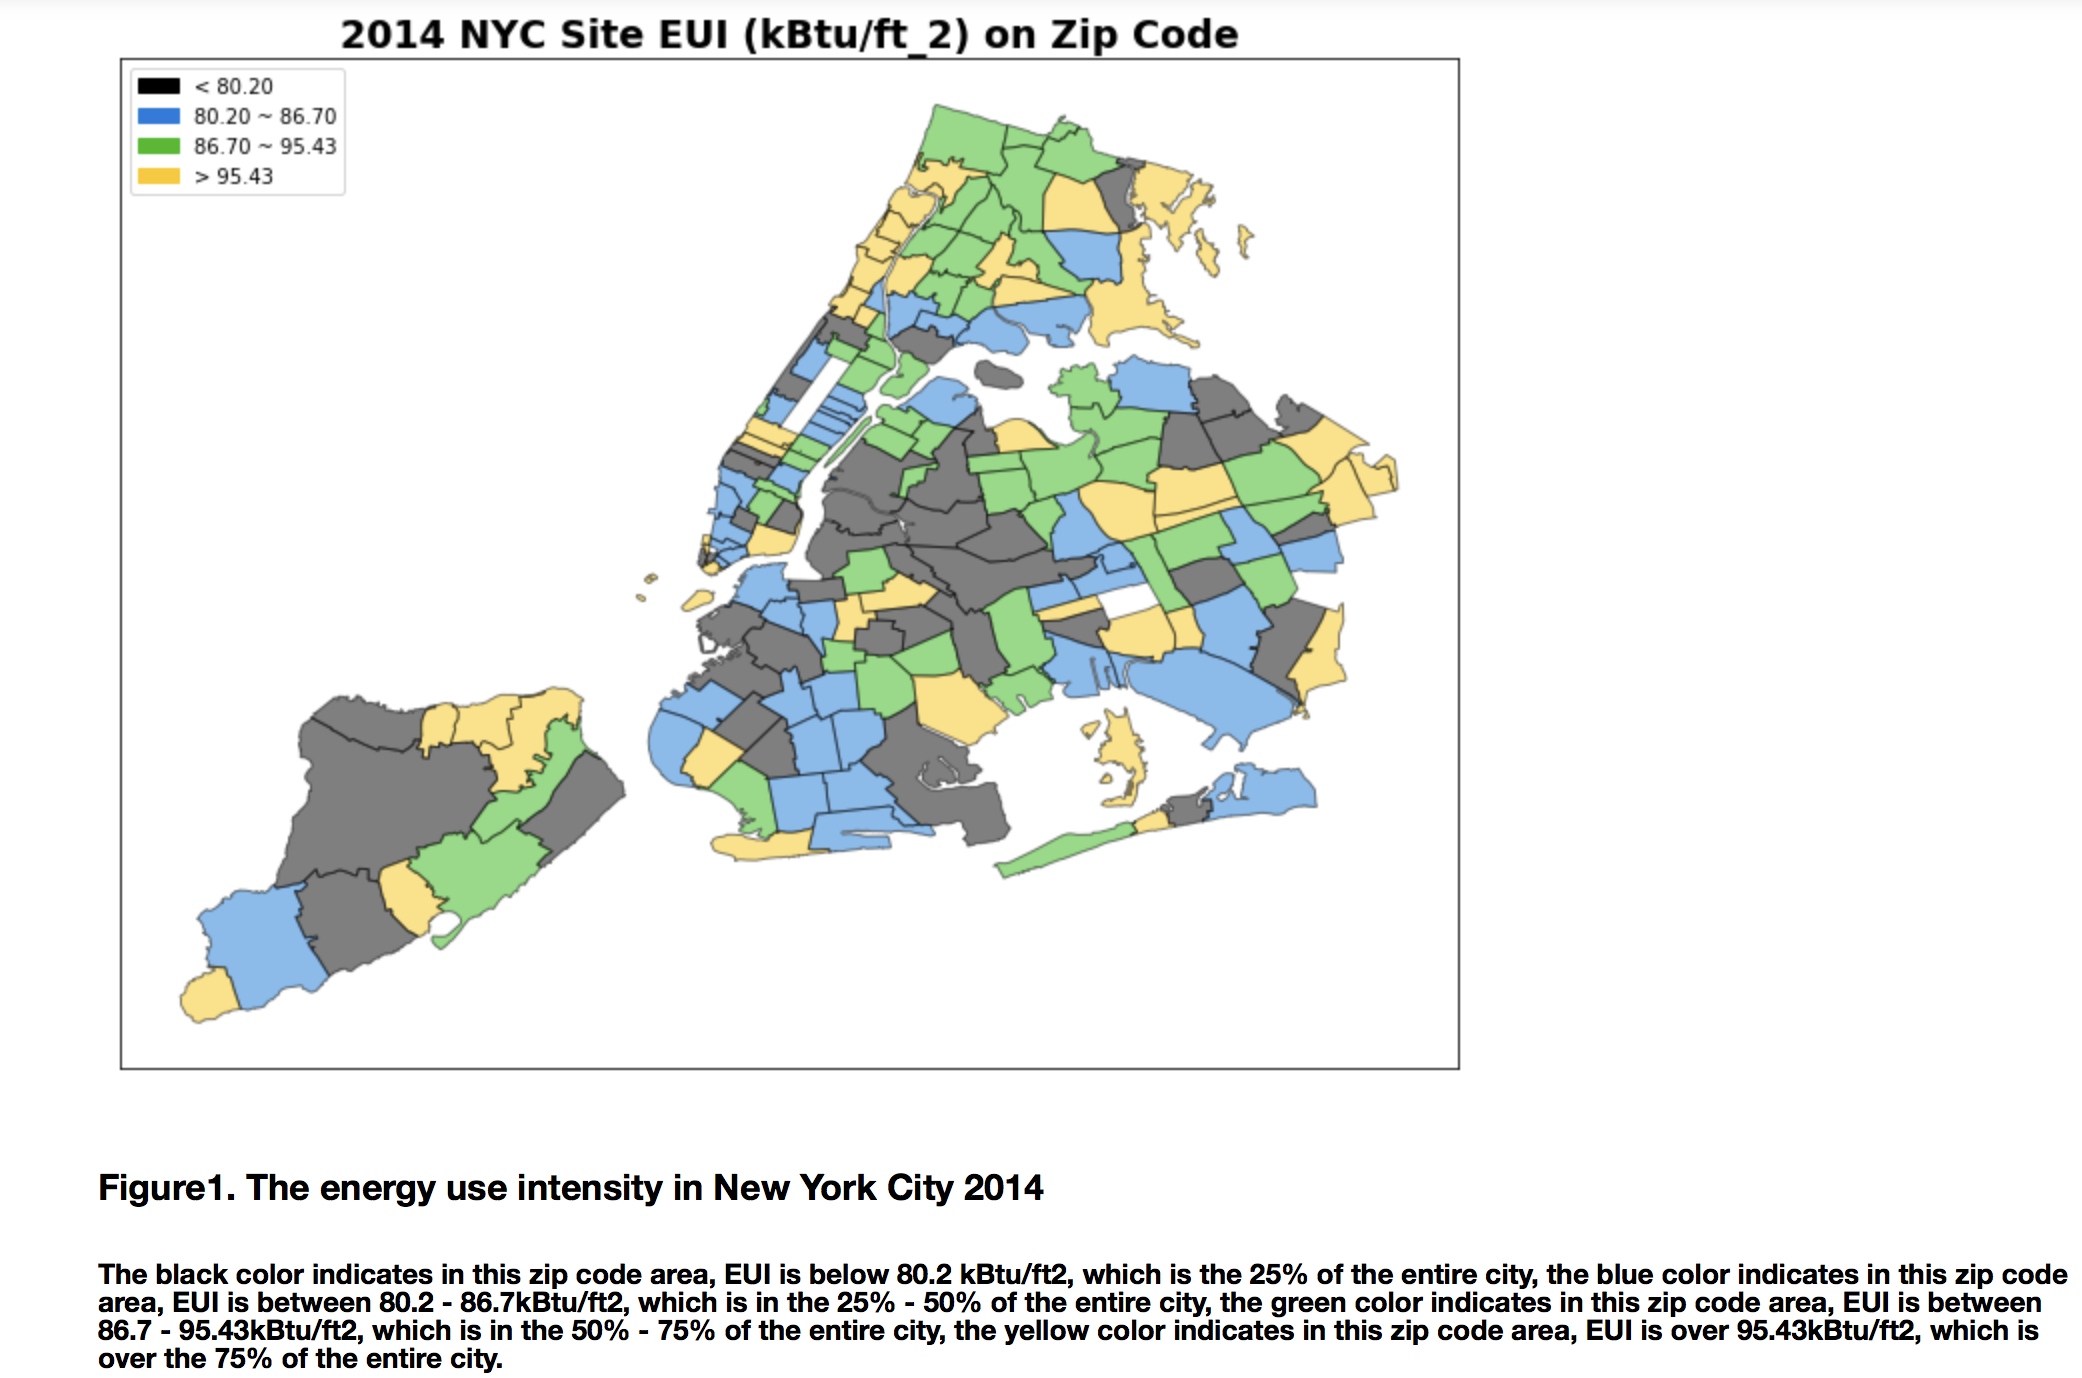 2014 NYC Site EUI (kBtu/ft_2) on Zip Code
< 80.20
80.20 ~ 86.70
86.70 ~ 95.43
> 95.43
Figure1. The energy use intensity in New York City 2014
The black color indicates in this zip code area, EUI is below 80.2 kBtu/ft2, which is the 25% of the entire city, the blue color indicates in this zip code
area, EUI is between 80.2 - 86.7kBtu/ft2, which is in the 25% - 50% of the entire city, the green color indicates in this zip code area, EUI is between
86.7 - 95.43kBtu/ft2, which is in the 50% - 75% of the entire city, the yellow color indicates in this zip code area, EUI is over 95.43kBtu/ft2, which is
over the 75% of the entire city.